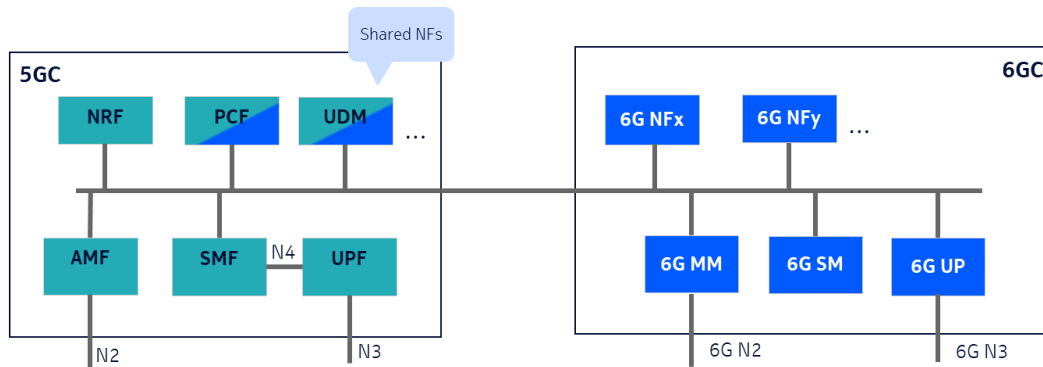 Shared NFs
5GC
6GC
NRF
PCF
UDM
...
6G NFx
6G NFy
...
AMF
SMF
N4
UPF
6G MM
6G SM
6G UP
N2
N3
6G N2
6G N3